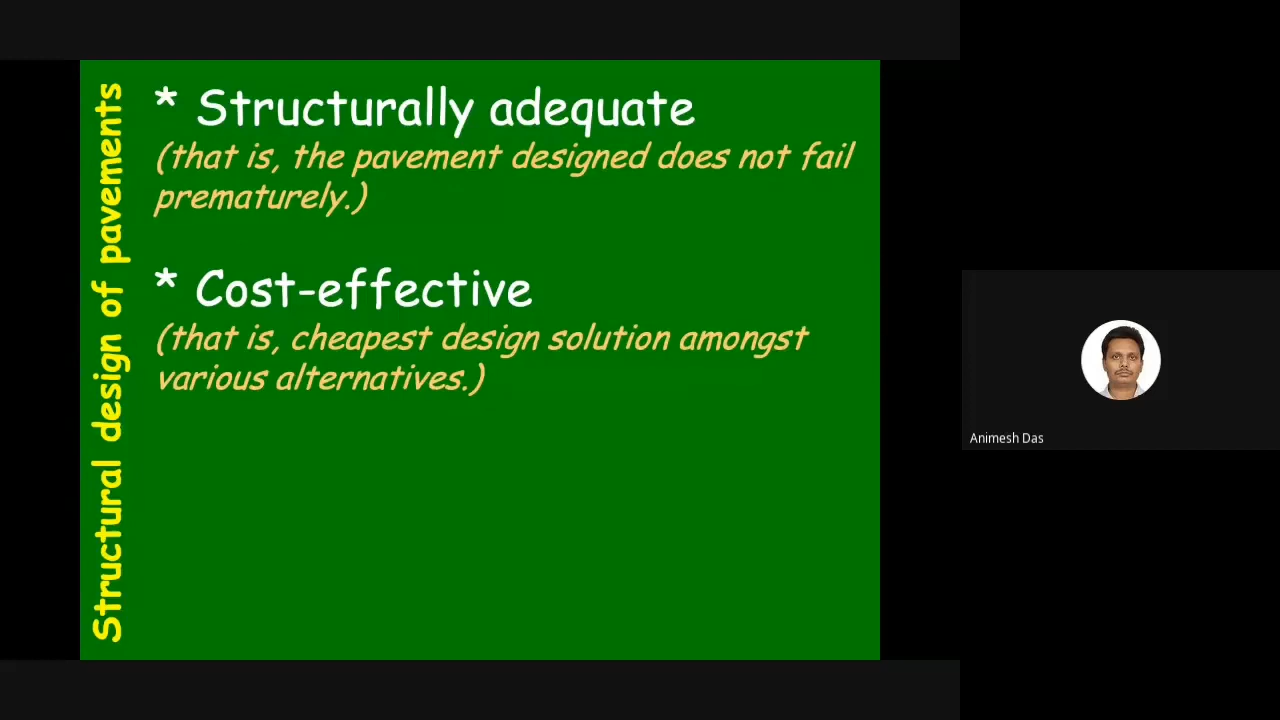 Structural design of pavements
* Structurally adequate
(that is, the pavement designed does not fail
prematurely.)
* Cost-effective
(that is, cheapest design solution amongst
various alternatives.)
Animesh Das